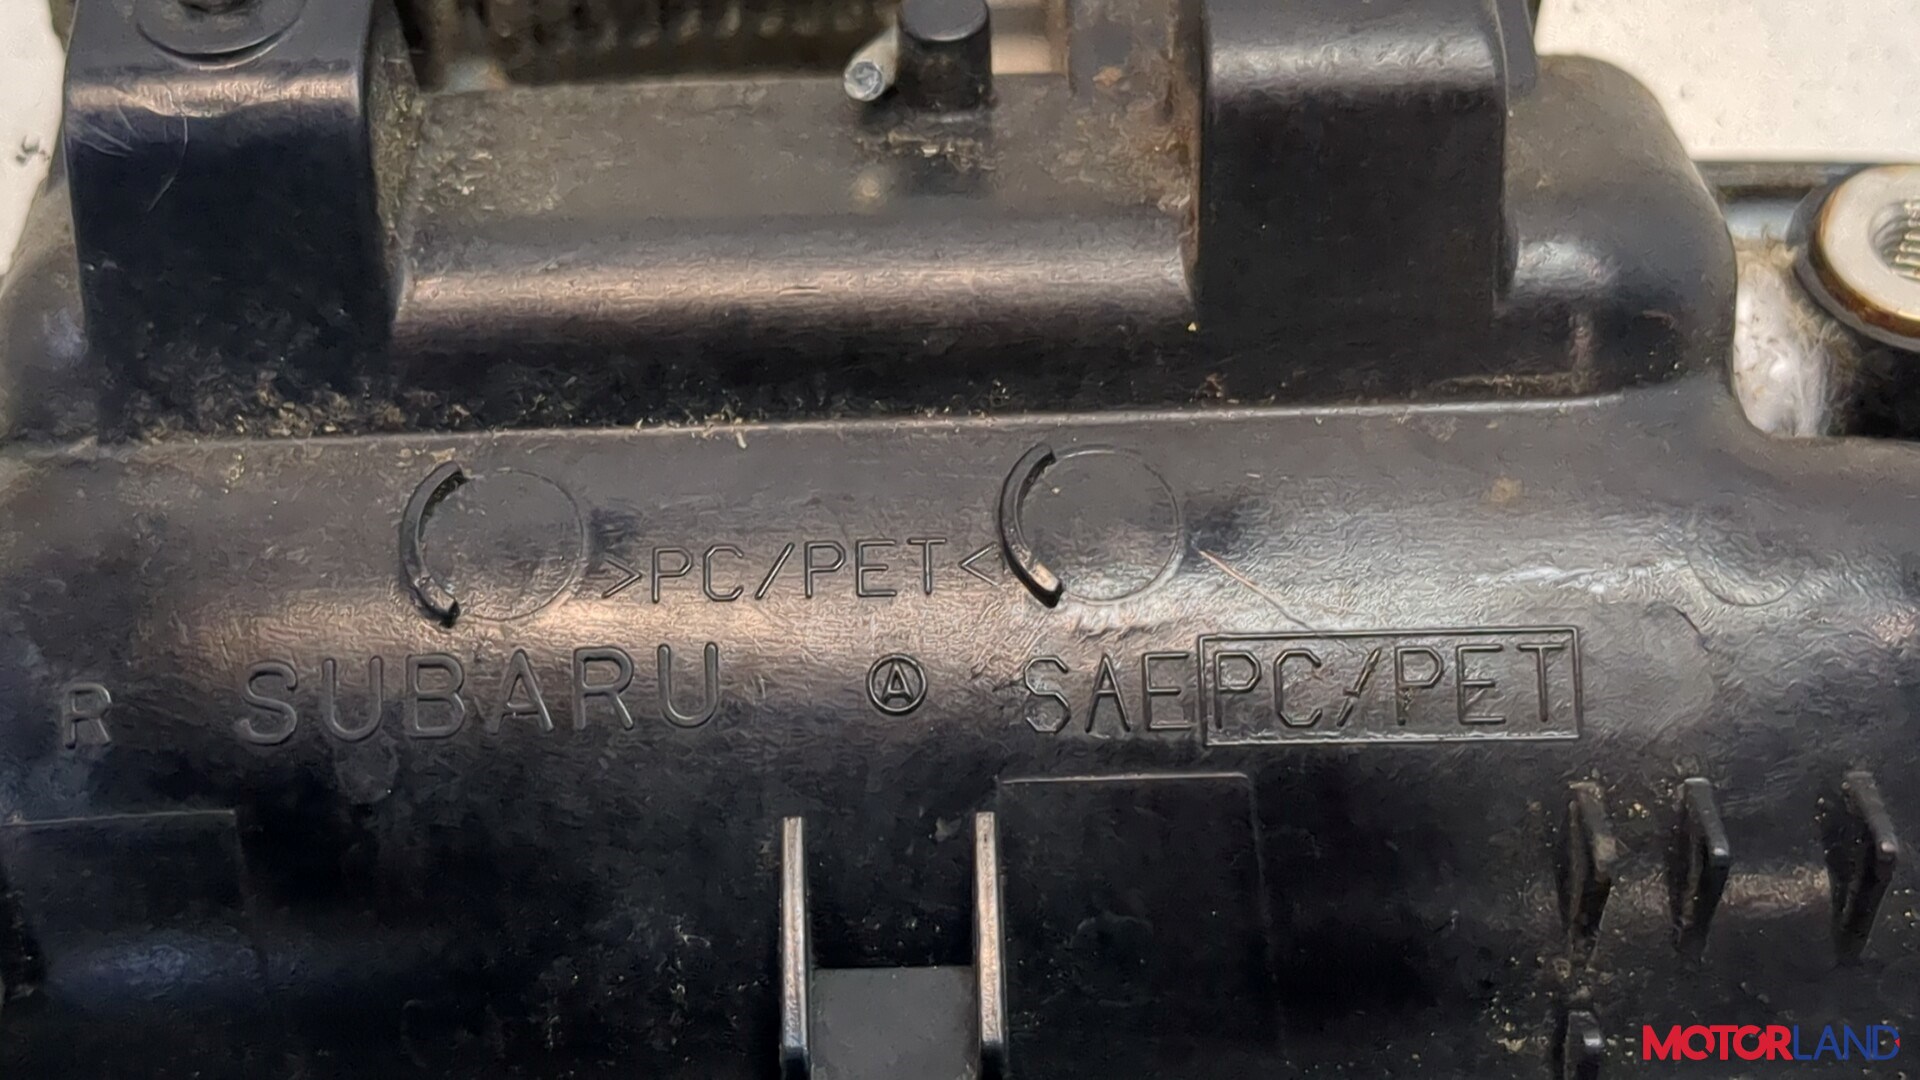 >PC/PET<
R SUBARU A SAE PC/PET
MOTORLAND